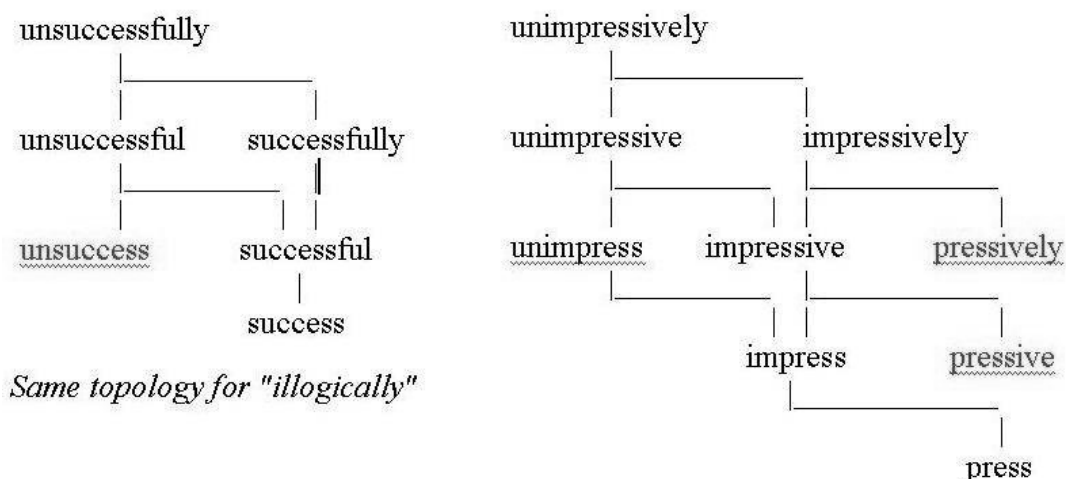 unsuccessfully
unsuccessful successfully
unsuccess successful
success
Same topology for "illogically"
unimpressively
unimpressive impressively
unimpress impressive pressively
impress pressive
press